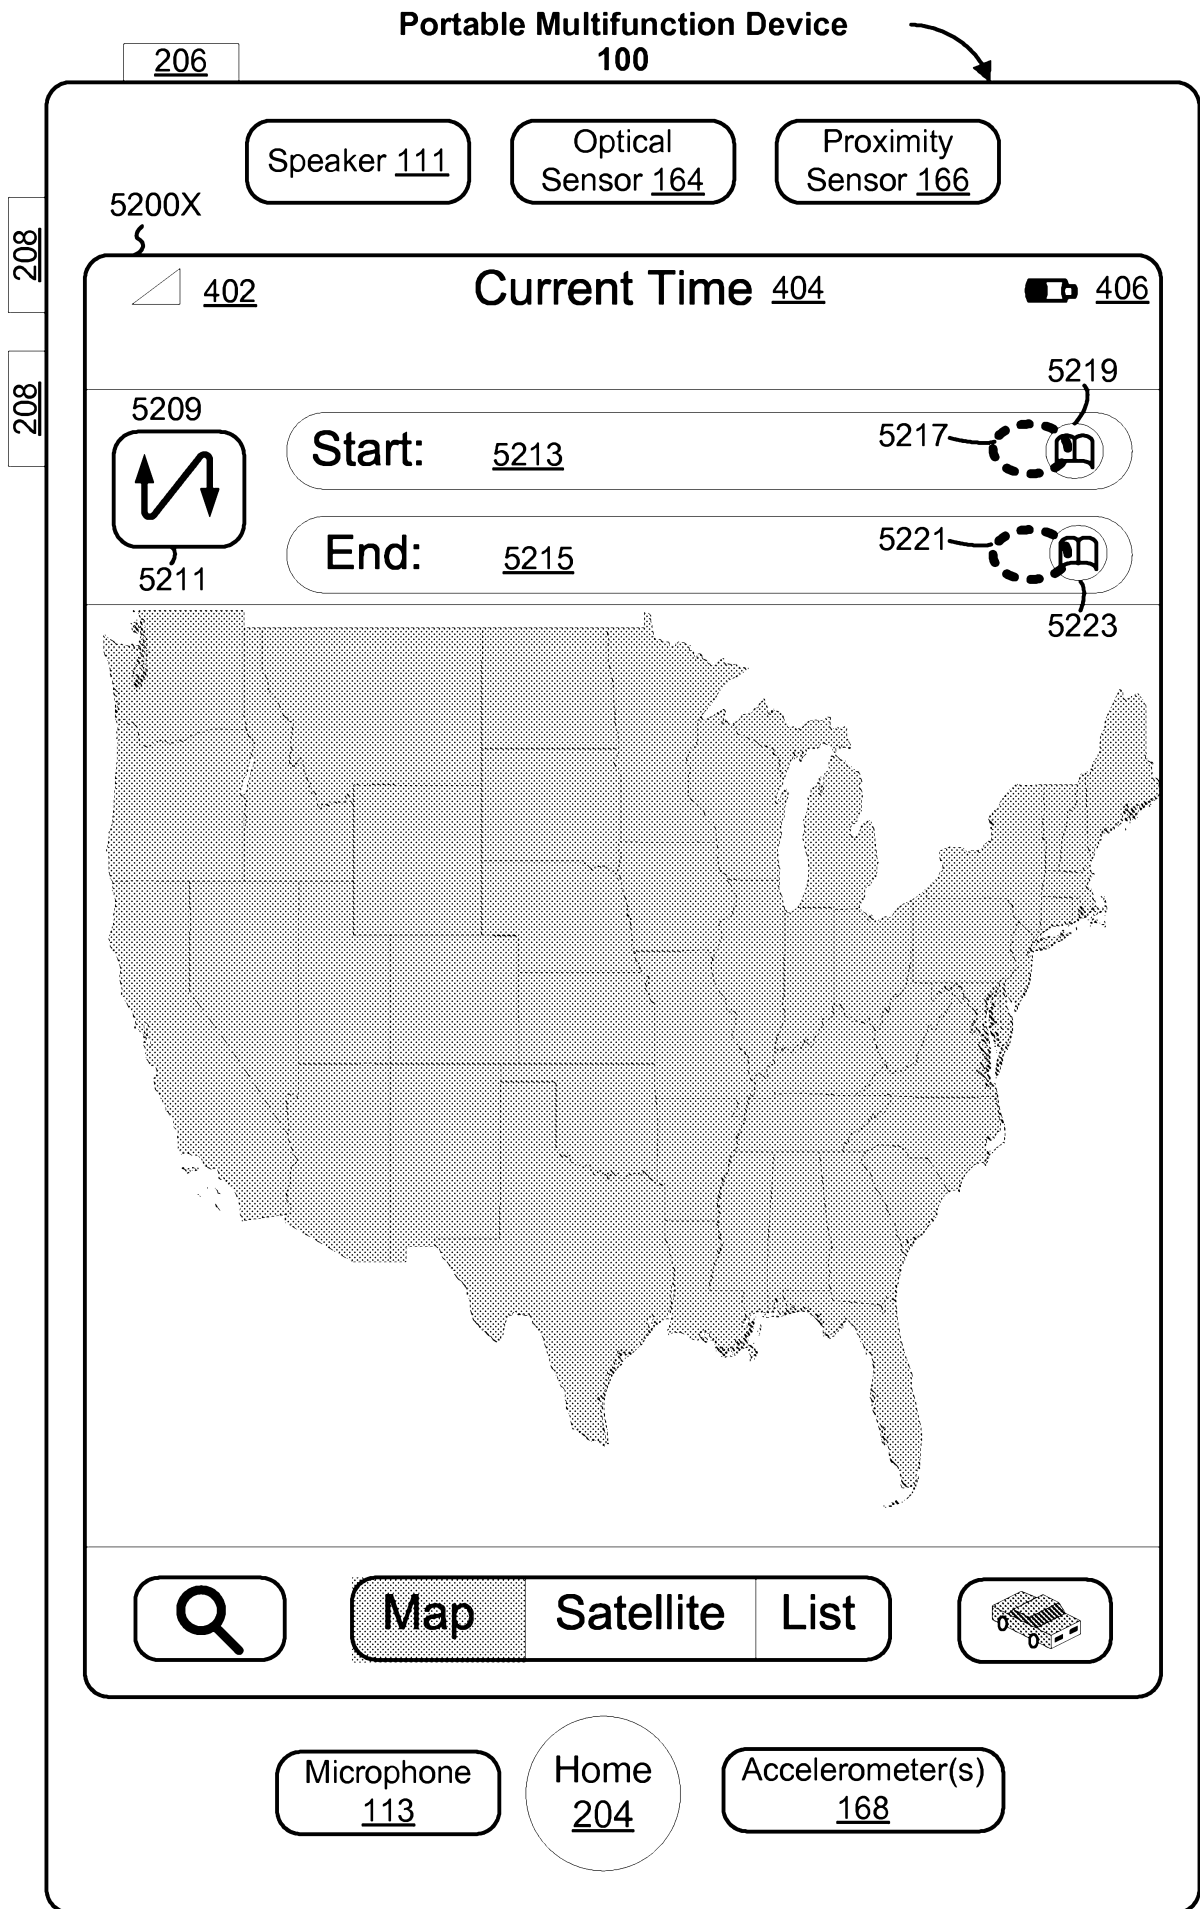 Portable Multifunction Device
100
206
Speaker 111
Optical
Sensor 164
Proximity
Sensor 166
5200X
208
402
Current Time 404
406
208
5219
5209
Start: 5213
5217
5211
End: 5215
5221
5223
Map
Satellite
List
Microphone
113
Home
204
Accelerometer(s)
168